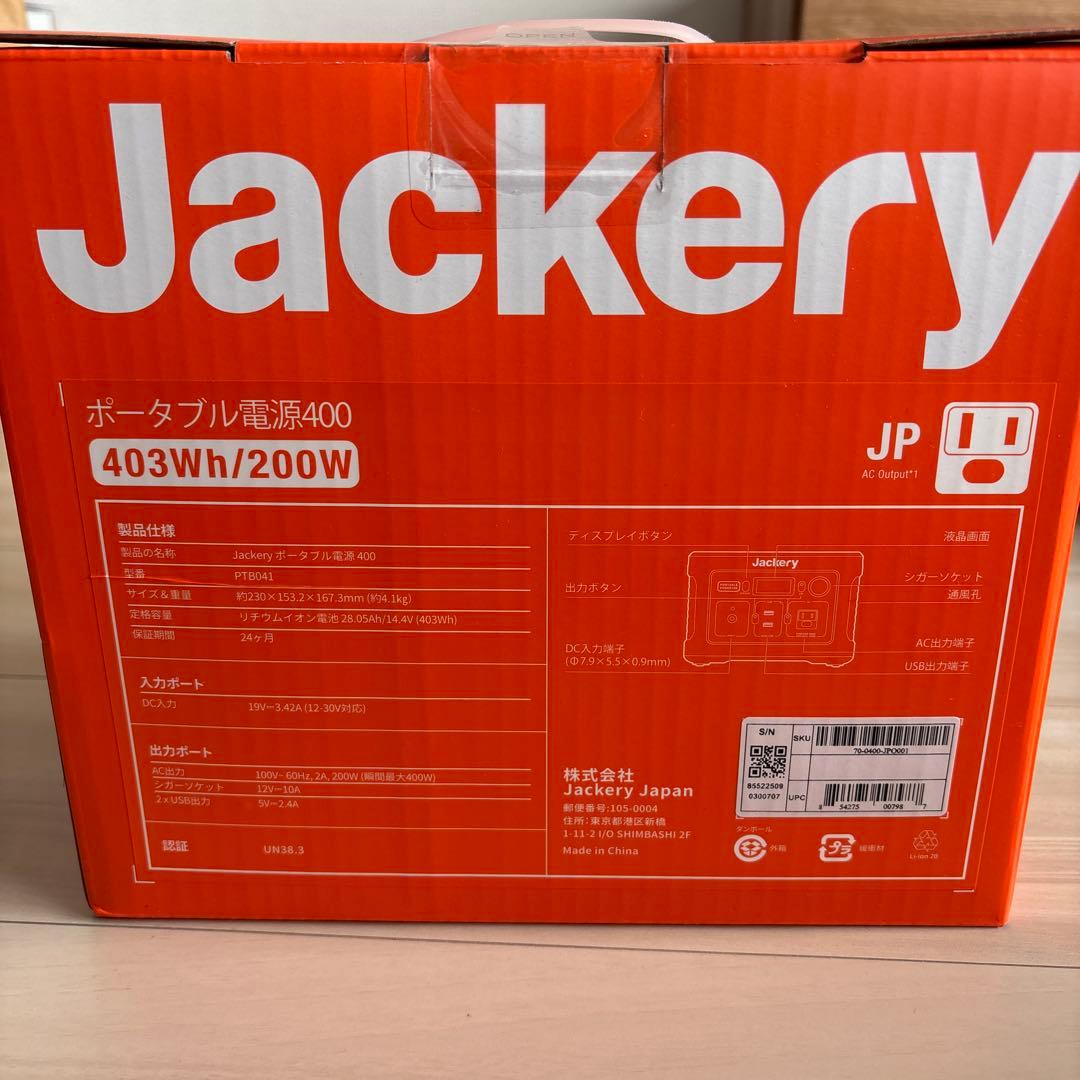 OPEN
Jackery
ポータブル電源400
403Wh/200W
JP
AC Output*1
製品仕様
製品の名称 Jackery ポータブル電源 400
型番 PTB041
サイズ＆重量 約230×153.2×167.3mm (約4.1kg)
定格容量 リチウムイオン電池 28.05Ah/14.4V (403Wh)
保証期間 24ヶ月
入力ポート
DC入力 19V⎓3.42A (12-30V対応)
出力ポート
AC出力 100V~ 60Hz, 2A, 200W (瞬間最大400W)
シガーソケット 12V⎓10A
2 x USB出力 5V⎓2.4A
認証 UN38.3
ディスプレイボタン
液晶画面
出力ボタン
Jackery
シガーソケット
通風孔
DC入力端子
(Φ7.9×5.5×0.9mm)
AC出力端子
USB出力端子
株式会社
Jackery Japan
郵便番号:105-0004
住所:東京都港区新橋
1-11-2 I/O SHIMBASHI 2F
Made in China
S/N
85522509
0300707
SKU
70-0400-JPO001
UPC
8 54275 00798 7
ダンボール
外箱
プラ
緩衝材
Li-ion 20